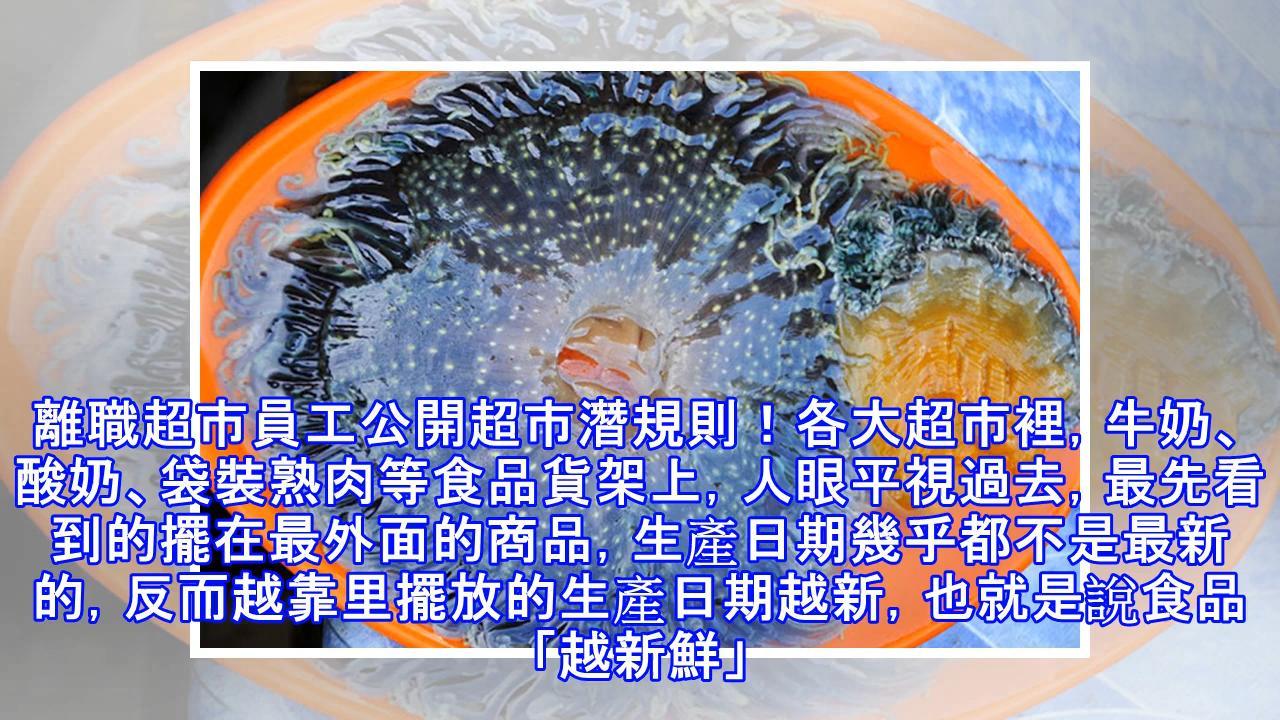 離職超市員工公開超市潛規則！各大超市裡, 牛奶、
酸奶、袋裝熟肉等食品貨架上, 人眼平視過去, 最先看
到的擺在最外面的商品, 生產日期幾乎都不是最新
的, 反而越靠里擺放的生產日期越新, 也就是說食品
「越新鮮」